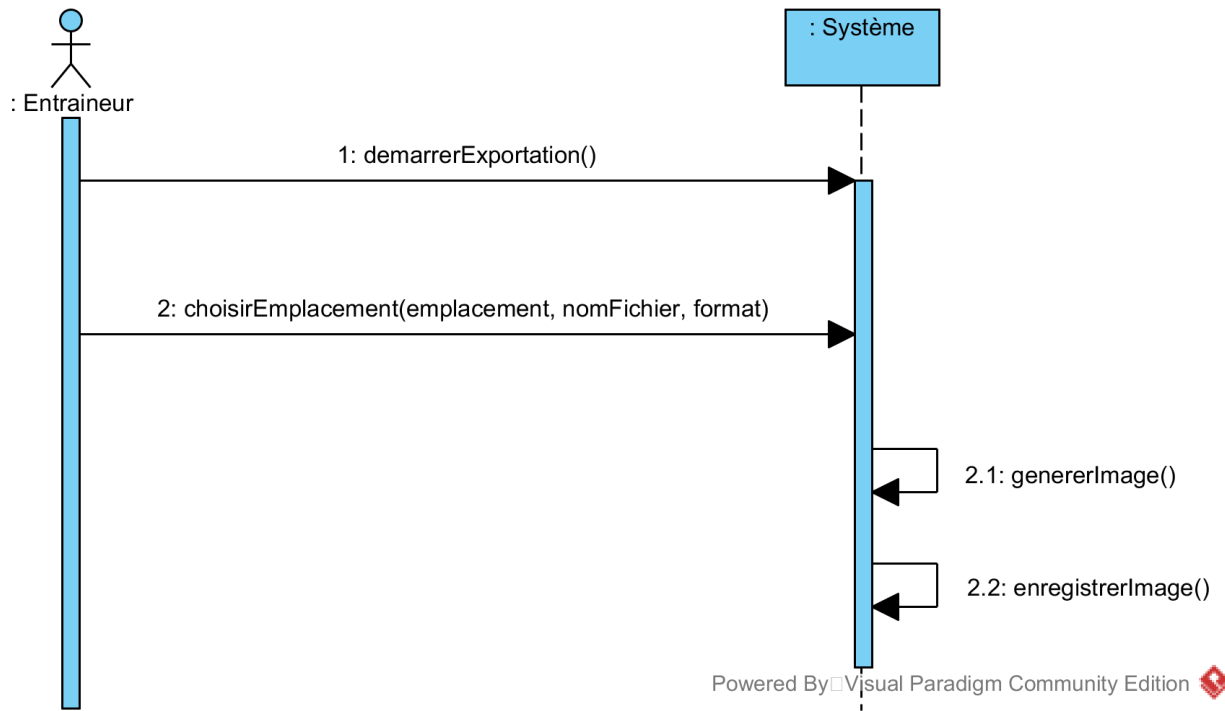 : Entraineur
: Système
1: demarrerExportation()
2: choisirEmplacement(emplacement, nomFichier, format)
2.1: genererImage()
2.2: enregistrerImage()
Powered By Visual Paradigm Community Edition